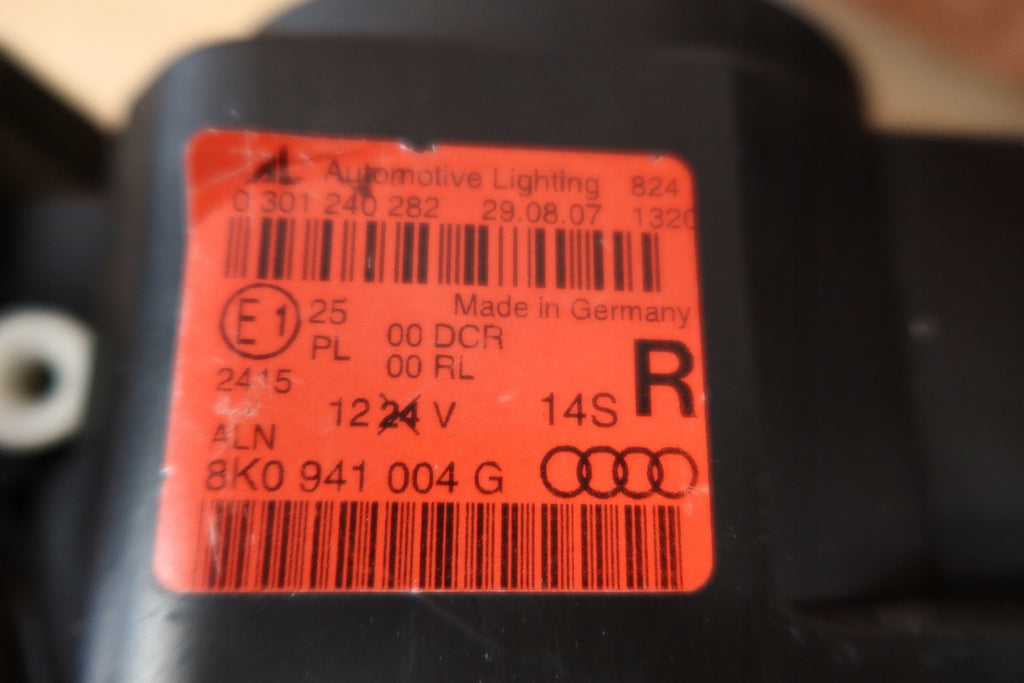 AL Automotive Lighting 824
0 301 240 282 29.08.07 1320
Made in Germany
E1 25
PL
00 DCR
00 RL
R
2415
12 24 V 14S
ALN
8K0 941 004 G